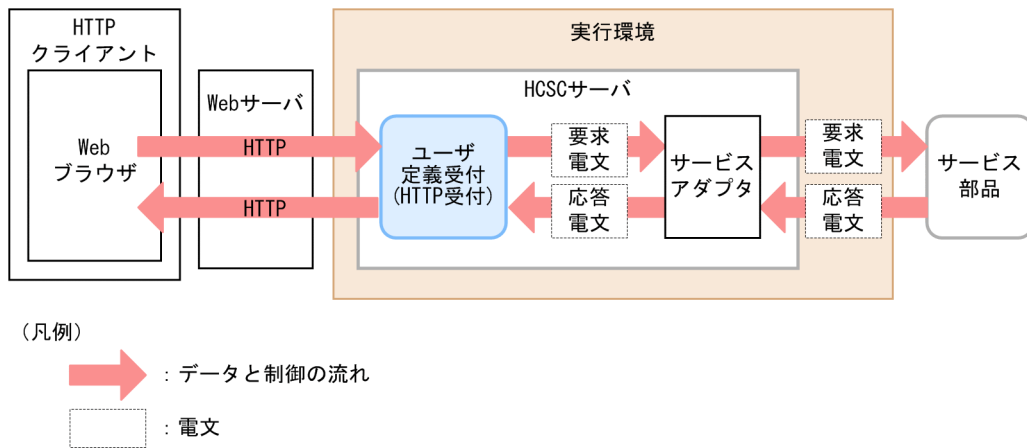 HTTP
クライアント
Web
ブラウザ
Webサーバ
HTTP
HTTP
実行環境
HCSCサーバ
ユーザ
定義受付
(HTTP受付)
要求
電文
応答
電文
サービス
アダプタ
要求
電文
応答
電文
サービス
部品
(凡例)
：データと制御の流れ
：電文